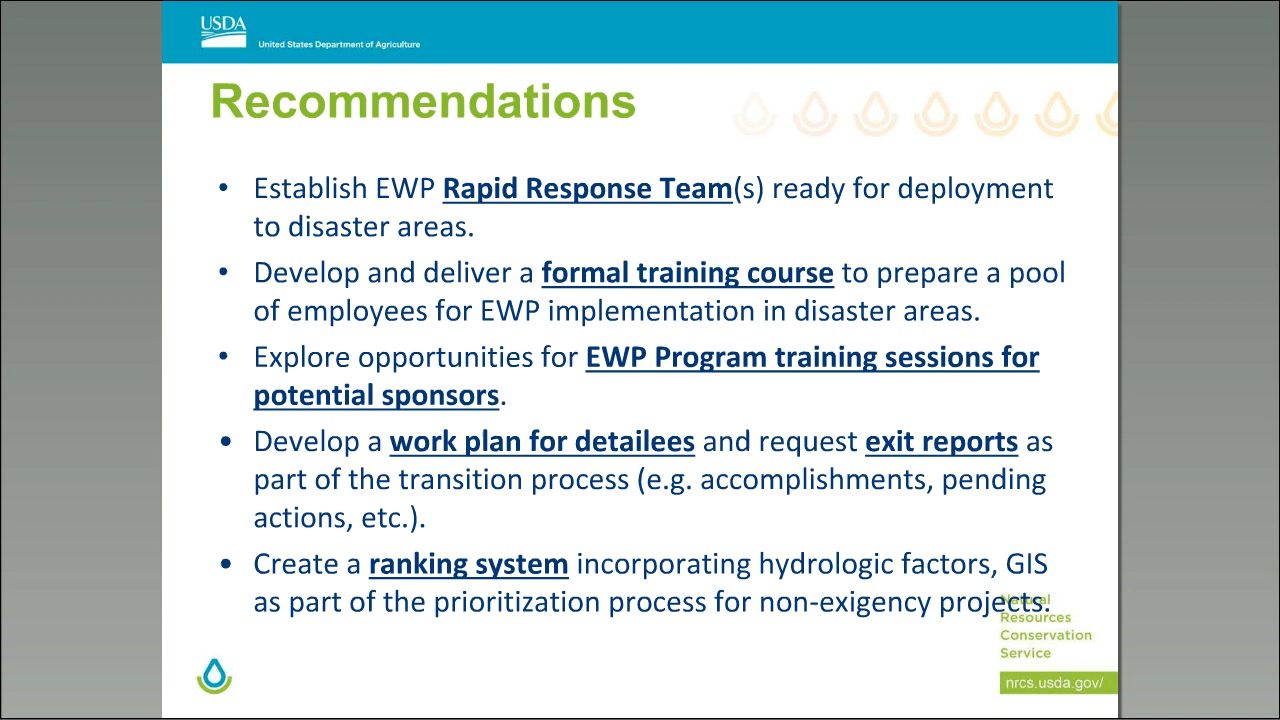 USDA
United States Department of Agriculture
Recommendations
• Establish EWP Rapid Response Team(s) ready for deployment
to disaster areas.
• Develop and deliver a formal training course to prepare a pool
of employees for EWP implementation in disaster areas.
• Explore opportunities for EWP Program training sessions for
potential sponsors.
• Develop a work plan for detailees and request exit reports as
part of the transition process (e.g. accomplishments, pending
actions, etc.).
• Create a ranking system incorporating hydrologic factors, GIS
as part of the prioritization process for non-exigency projects.
Natural
Resources
Conservation
Service
nrcs.usda.gov/